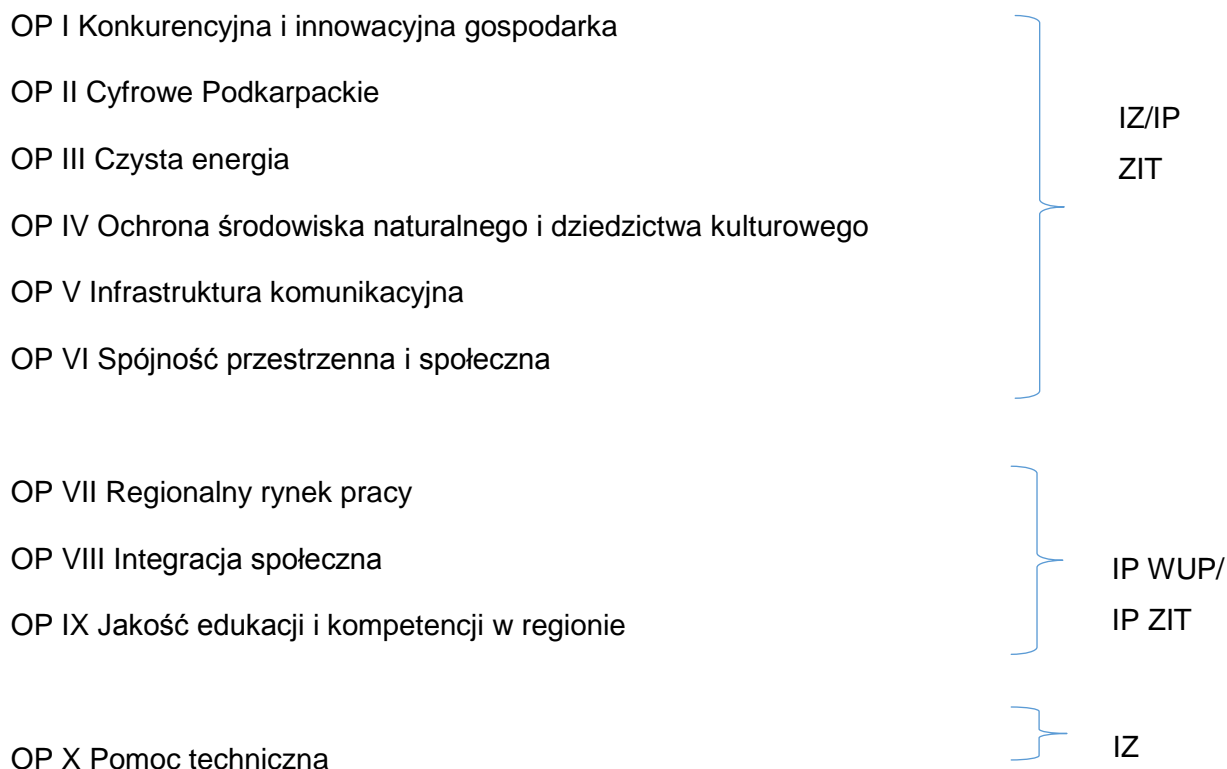 OP I Konkurencyjna i innowacyjna gospodarka
OP II Cyfrowe Podkarpackie
OP III Czysta energia
OP IV Ochrona środowiska naturalnego i dziedzictwa kulturowego
OP V Infrastruktura komunikacyjna
OP VI Spójność przestrzenna i społeczna
IZ/IP
ZIT
OP VII Regionalny rynek pracy
OP VIII Integracja społeczna
OP IX Jakość edukacji i kompetencji w regionie
IP WUP/
IP ZIT
OP X Pomoc techniczna
IZ